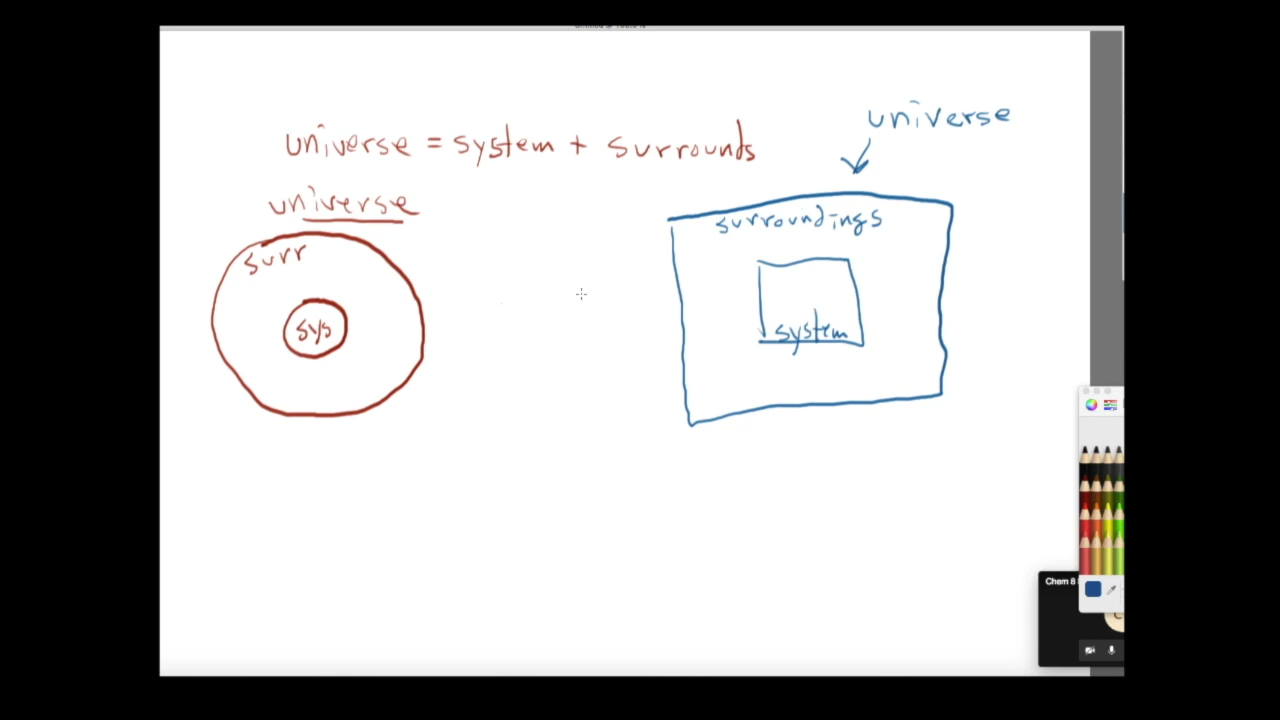 universe = system + surrounds
universe
surr
sys
universe
surroundings
system
Chem 8